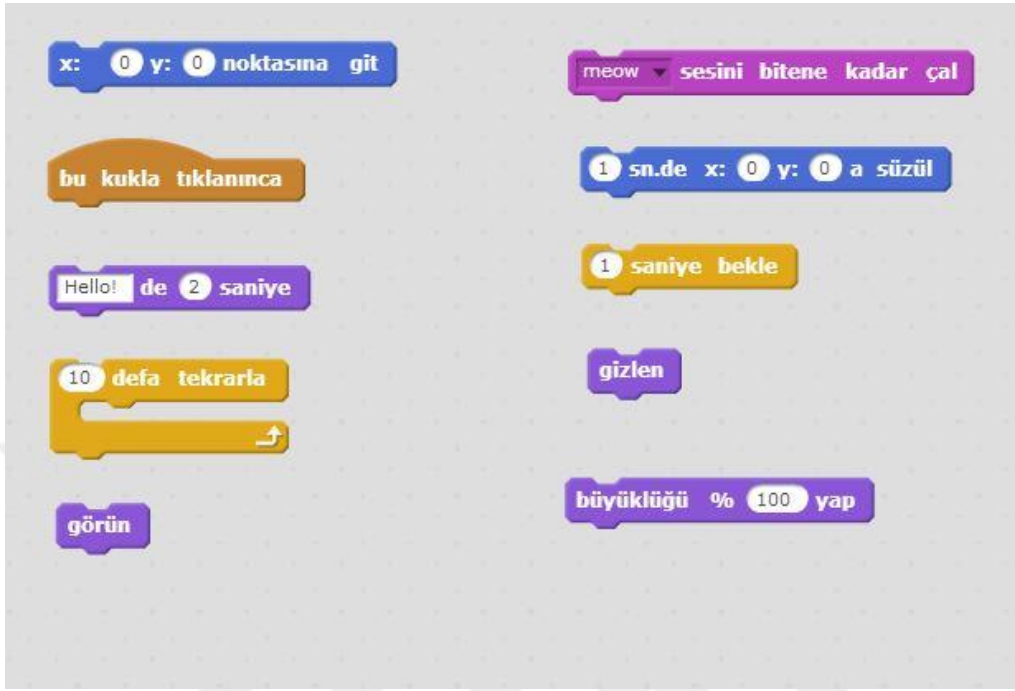 x: 0 y: 0 noktasına git
bu kukla tıklanınca
Hello! de 2 saniye
10 defa tekrarla
görün
meow sesini bitene kadar çal
1 sn.de x: 0 y: 0 a süzül
1 saniye bekle
gizlen
büyüklüğü % 100 yap